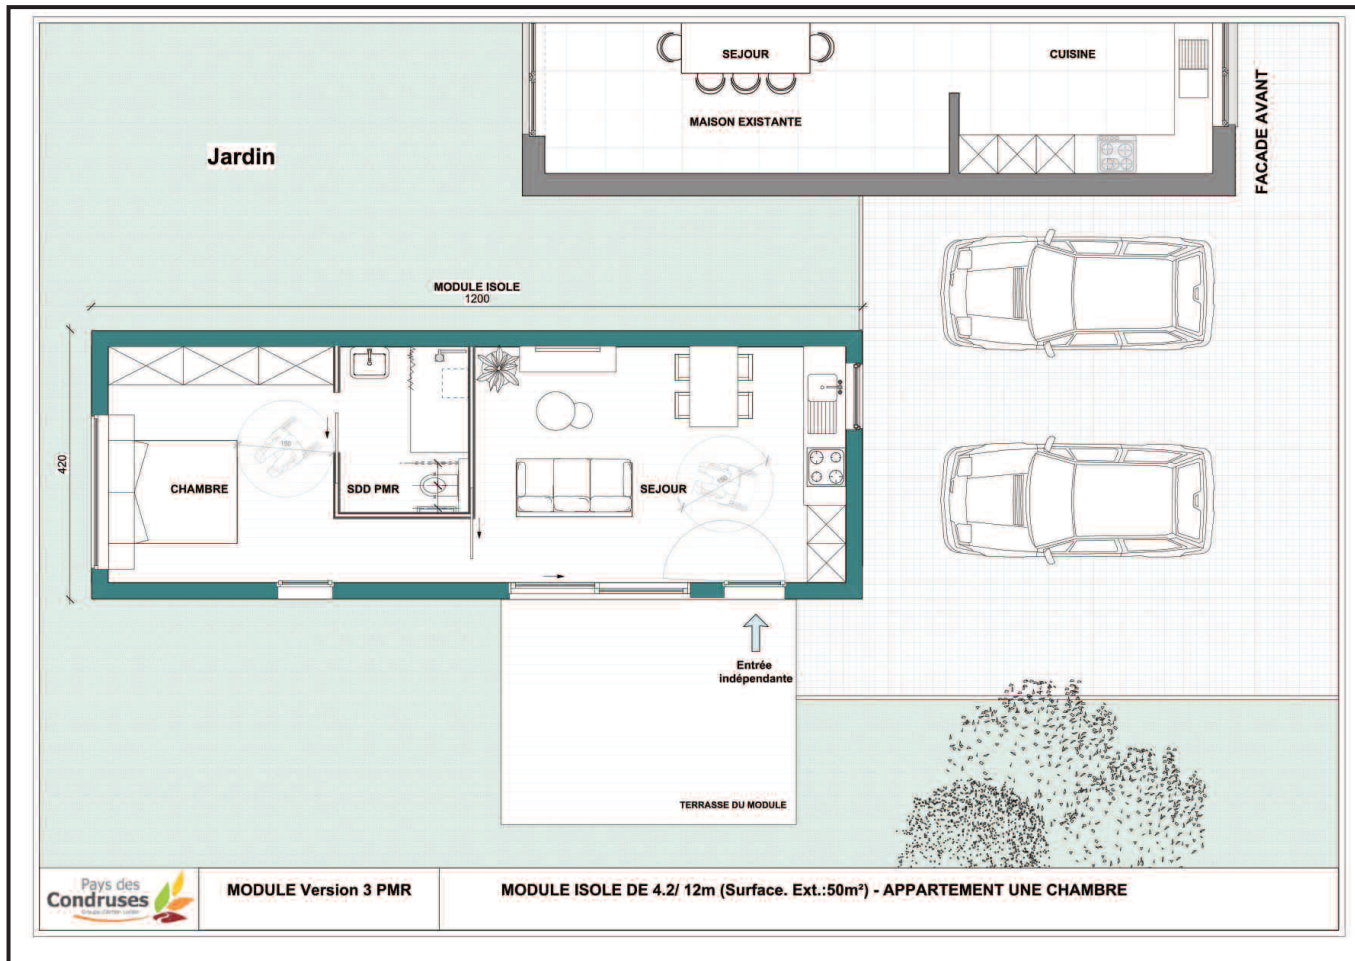 SEJOUR
CUISINE
MAISON EXISTANTE
FACADE AVANT
Jardin
MODULE ISOLE
1200
420
150
CHAMBRE
SDD PMR
SEJOUR
Entrée
indépendante
TERRASSE DU MODULE
Pays des
Condruses
MODULE Version 3 PMR
MODULE ISOLE DE 4.2/ 12m (Surface. Ext.:50m²) - APPARTEMENT UNE CHAMBRE